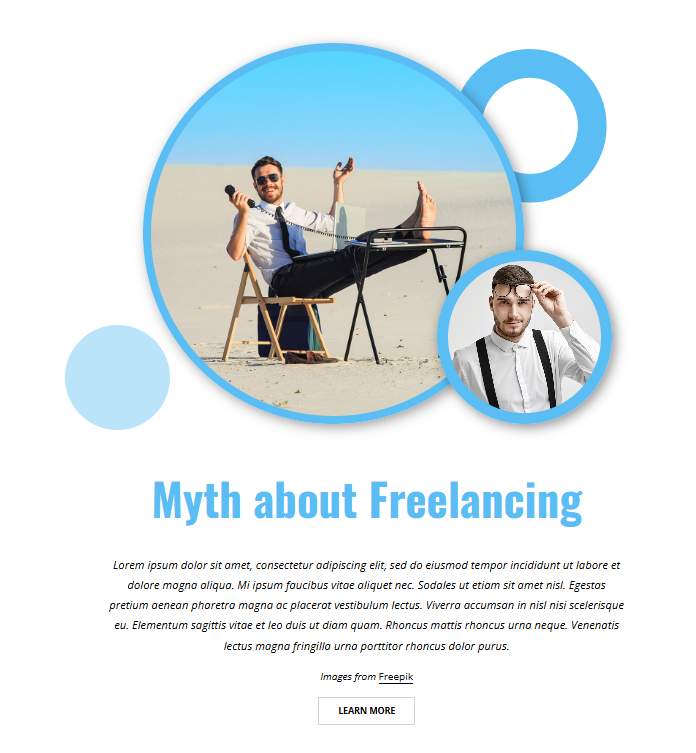 Myth about Freelancing
Lorem ipsum dolor sit amet, consectetur adipiscing elit, sed do eiusmod tempor incididunt ut labore et
dolore magna aliqua. Mi ipsum faucibus vitae aliquet nec. Sodales ut etiam sit amet nisl. Egestas
pretium aenean pharetra magna ac placerat vestibulum lectus. Viverra accumsan in nisl nisi scelerisque
eu. Elementum sagittis vitae et leo duis ut diam quam. Rhoncus mattis rhoncus urna neque. Venenatis
lectus magna fringilla urna porttitor rhoncus dolor purus.
Images from Freepik
LEARN MORE